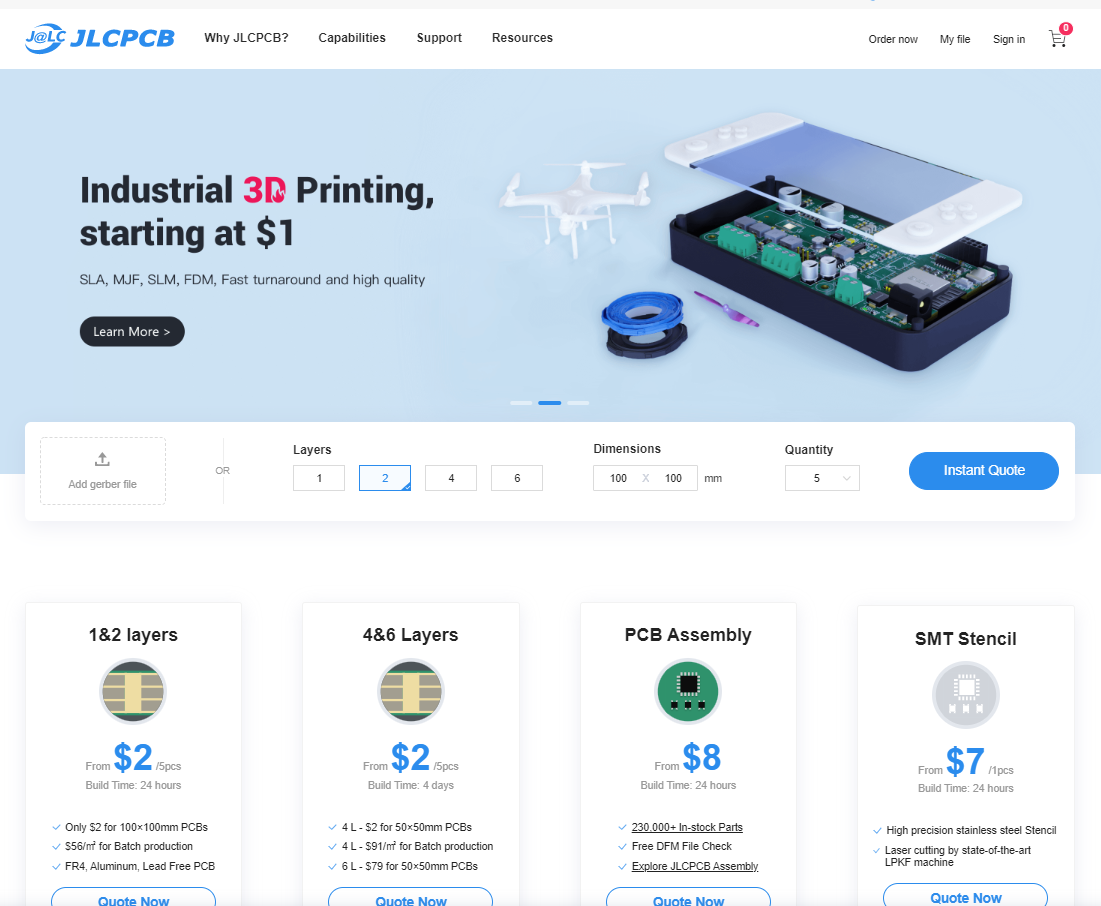 J@LC JLCPCB
Why JLCPCB? Capabilities Support Resources
Order now My file Sign in 0
Industrial 3D Printing,
starting at $1
SLA, MJF, SLM, FDM, Fast turnaround and high quality
Learn More >
Add gerber file
OR
Layers
1 2 4 6
Dimensions
100 X 100 mm
Quantity
5
Instant Quote
1&2 layers
From $2 /5pcs
Build Time: 24 hours
Only $2 for 100×100mm PCBs
$56/㎡ for Batch production
FR4, Aluminum, Lead Free PCB
Quote Now
4&6 Layers
From $2 /5pcs
Build Time: 4 days
4 L - $2 for 50×50mm PCBs
4 L - $91/㎡ for Batch production
6 L - $79 for 50×50mm PCBs
Quote Now
PCB Assembly
From $8
Build Time: 24 hours
230,000+ In-stock Parts
Free DFM File Check
Explore JLCPCB Assembly
Quote Now
SMT Stencil
From $7 /1pcs
Build Time: 24 hours
High precision stainless steel Stencil
Laser cutting by state-of-the-art
LPKF machine
Quote Now